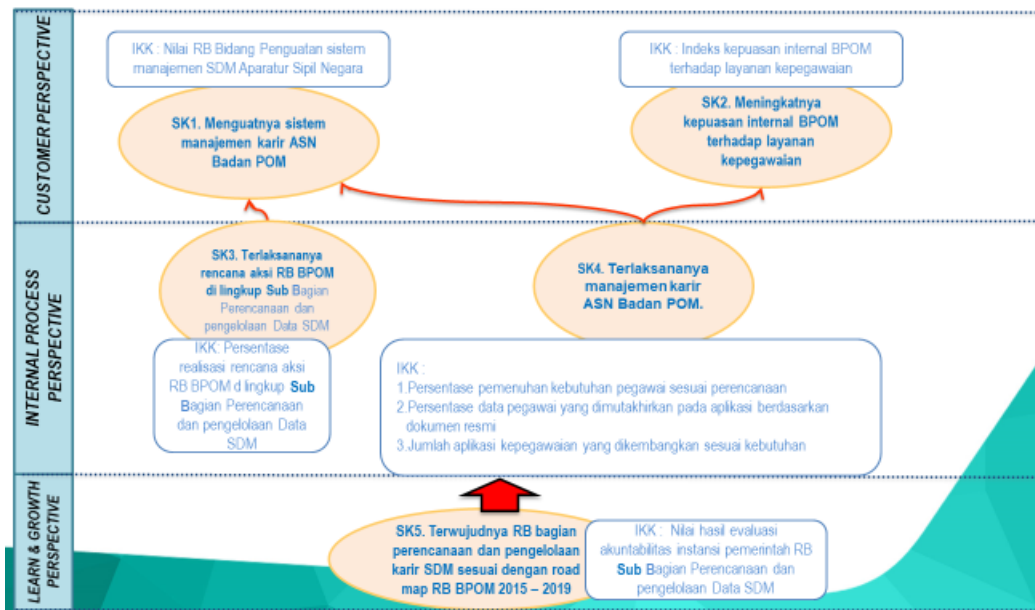 CUSTOMER PERSPECTIVE
IKK : Nilai RB Bidang Penguatan sistem
manajemen SDM Aparatur Sipil Negara
SK1. Menguatnya sistem
manajemen karir ASN
Badan POM
IKK : Indeks kepuasan internal BPOM
terhadap layanan kepegawaian
SK2. Meningkatnya
kepuasan internal BPOM
terhadap layanan
kepegawaian
INTERNAL PROCESS
PERSPECTIVE
SK3. Terlaksananya
rencana aksi RB BPOM
di lingkup Sub Bagian
Perencanaan dan
pengelolaan Data SDM
IKK: Persentase
realisasi rencana aksi
RB BPOM d lingkup Sub
Bagian Perencanaan
dan pengelolaan Data
SDM
SK4. Terlaksananya
manajemen karir
ASN Badan POM.
IKK :
1.Persentase pemenuhan kebutuhan pegawai sesuai perencanaan
2.Persentase data pegawai yang dimutakhirkan pada aplikasi berdasarkan
dokumen resmi
3.Jumlah aplikasi kepegawaian yang dikembangkan sesuai kebutuhan
LEARN & GROWTH
PERSPECTIVE
SK5. Terwujudnya RB bagian
perencanaan dan pengelolaan
karir SDM sesuai dengan road
map RB BPOM 2015 – 2019
IKK : Nilai hasil evaluasi
akuntabilitas instansi pemerintah RB
Sub Bagian Perencanaan dan
pengelolaan Data SDM